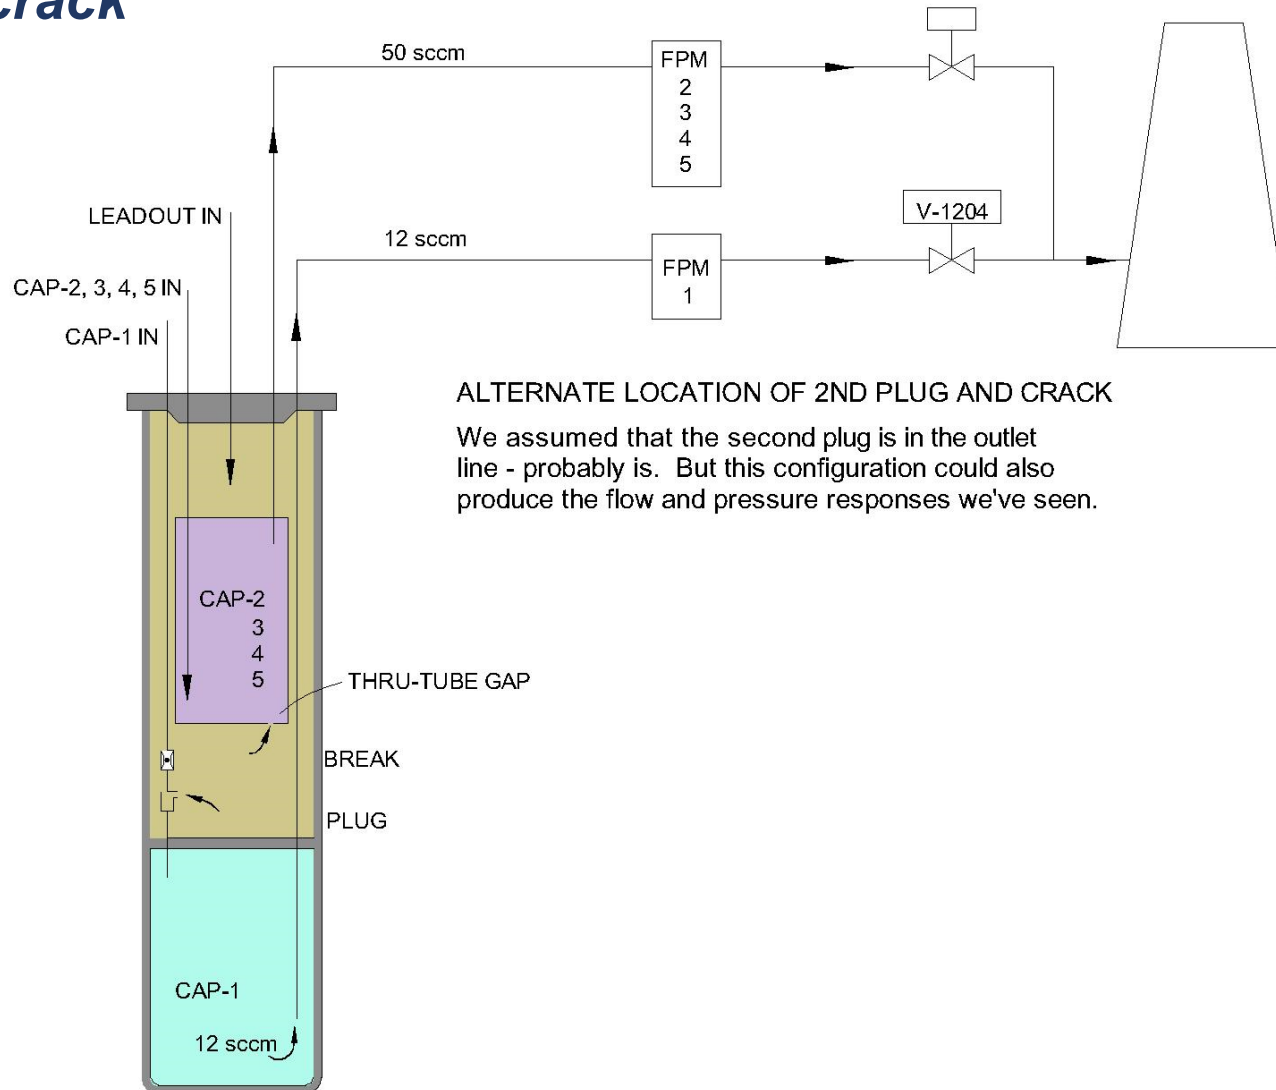 crack
50 sccm
FPM
2
3
4
5
LEADOUT IN
V-1204
12 sccm
FPM
1
CAP-2, 3, 4, 5 IN
CAP-1 IN
ALTERNATE LOCATION OF 2ND PLUG AND CRACK
We assumed that the second plug is in the outlet
line - probably is. But this configuration could also
produce the flow and pressure responses we've seen.
CAP-2
3
4
5
THRU-TUBE GAP
BREAK
PLUG
CAP-1
12 sccm